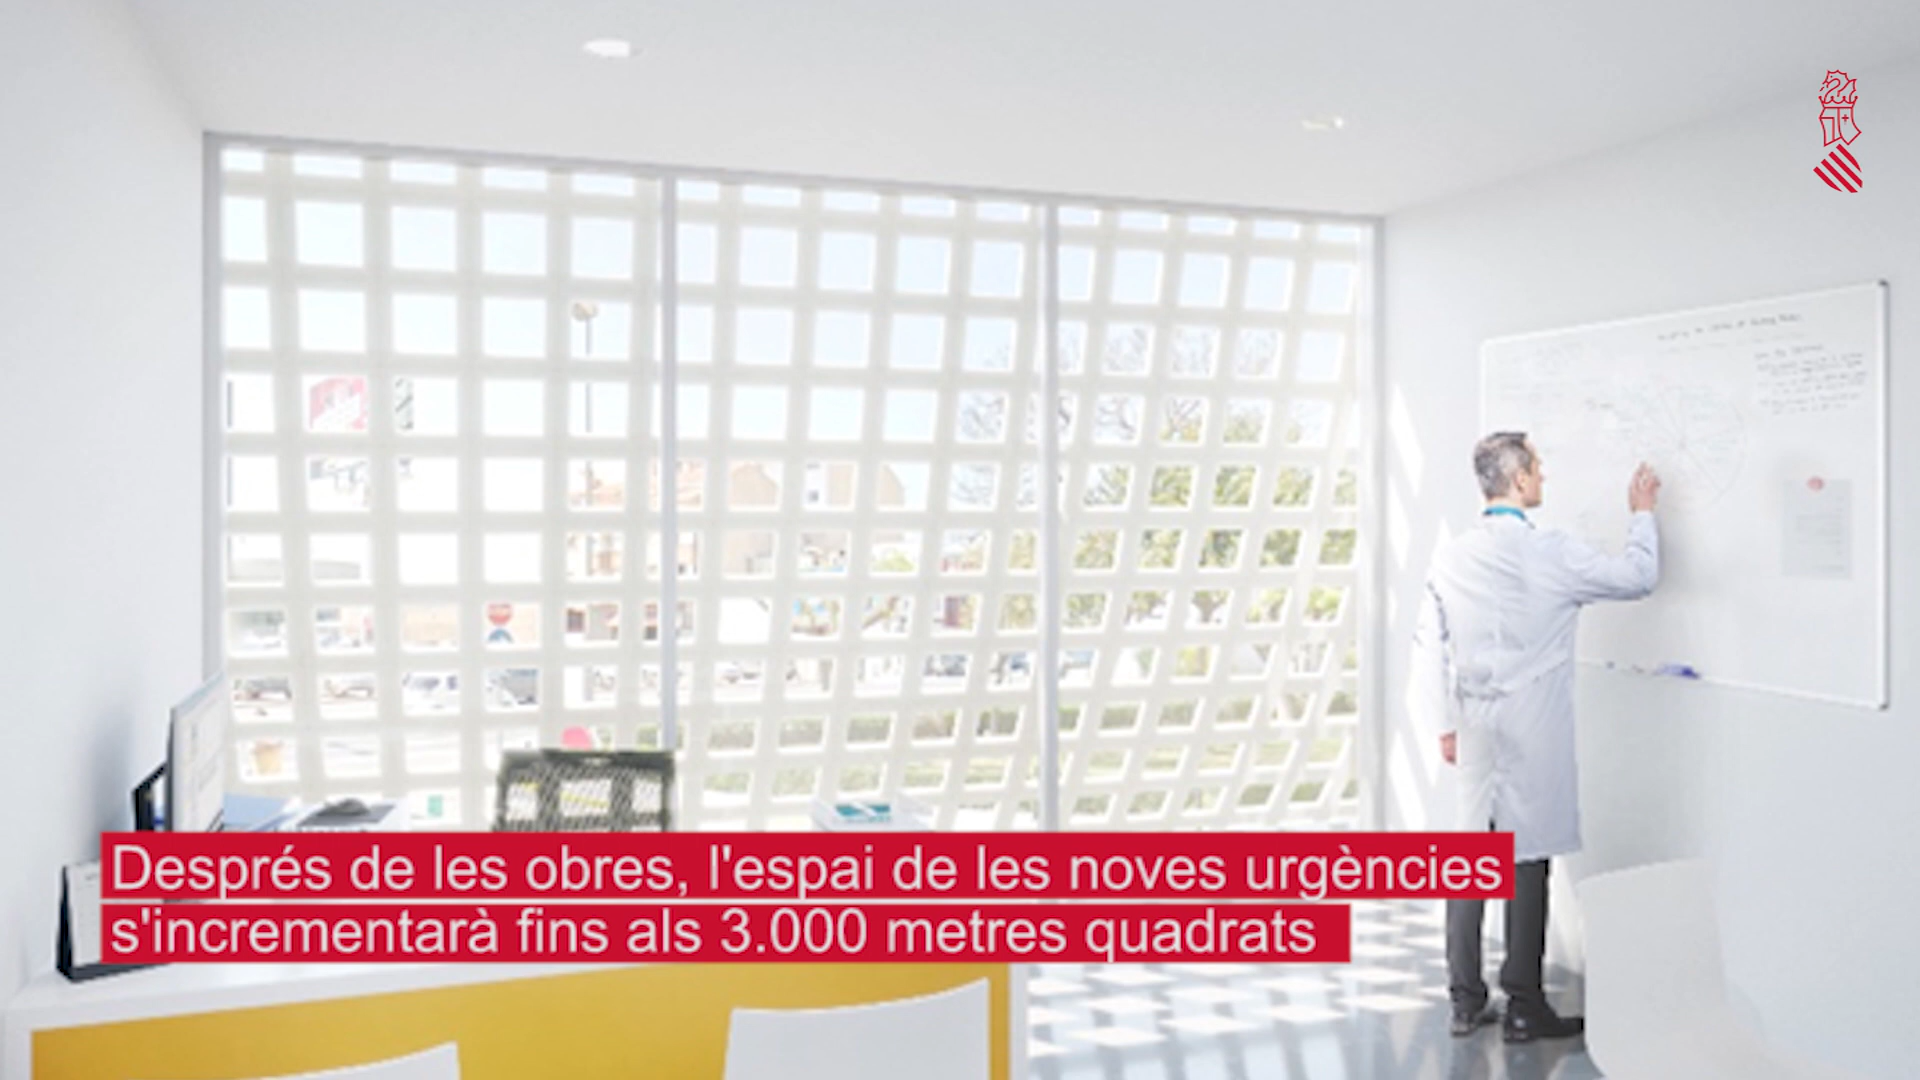 Després de les obres, l'espai de les noves urgències
s'incrementarà fins als 3.000 metres quadrats